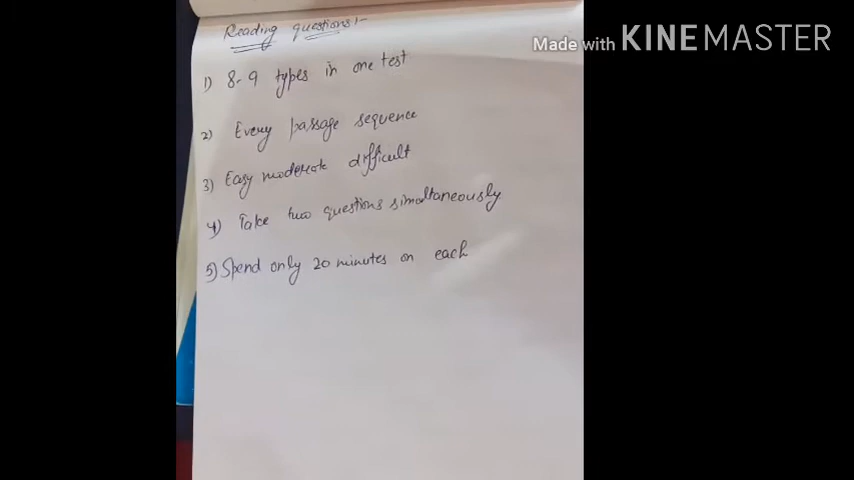 Reading questions:-
Made with KINEMASTER
1) 8-9 types in one test
2) Every passage sequence
3) Easy moderate difficult
4) Take two questions simultaneously
5) Spend only 20 minutes on each